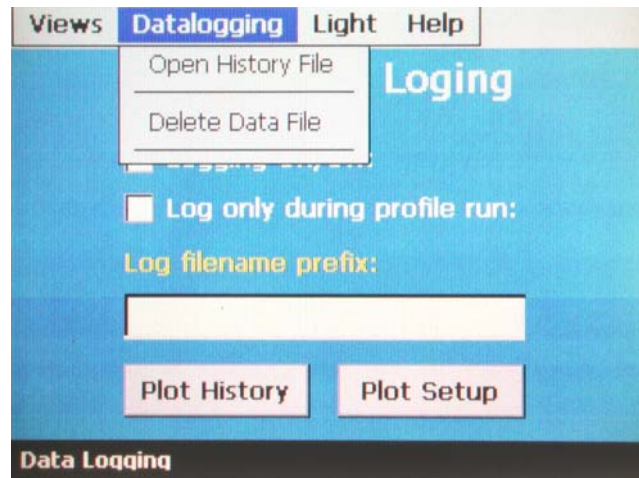 Views Datalogging Light Help
Open History File
Loging
Delete Data File
Log only during profile run:
Log filename prefix:
Plot History Plot Setup
Data Logging